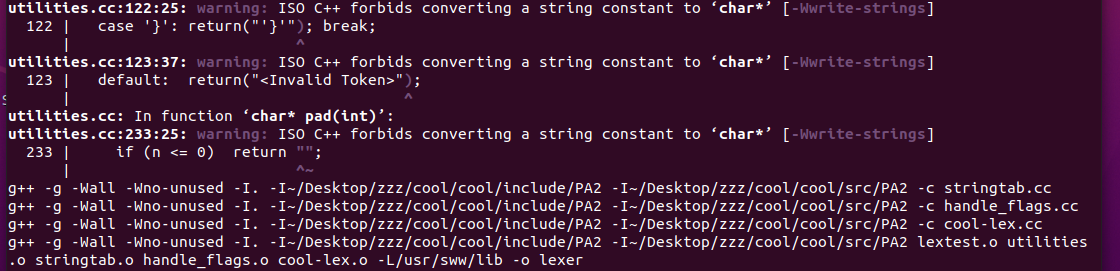 utilities.cc:122:25: warning: ISO C++ forbids converting a string constant to ‘char*’ [-Wwrite-strings]
  122 |   case '}': return("'}'"); break;
      |                         ^
utilities.cc:123:37: warning: ISO C++ forbids converting a string constant to ‘char*’ [-Wwrite-strings]
  123 |   default:  return("<Invalid Token>");
      |                                     ^
utilities.cc: In function ‘char* pad(int)’:
utilities.cc:233:25: warning: ISO C++ forbids converting a string constant to ‘char*’ [-Wwrite-strings]
  233 |     if (n <= 0)  return "";
      |                         ^~
g++ -g -Wall -Wno-unused -I. -I~/Desktop/zzz/cool/cool/include/PA2 -I~/Desktop/zzz/cool/cool/src/PA2 -c stringtab.cc
g++ -g -Wall -Wno-unused -I. -I~/Desktop/zzz/cool/cool/include/PA2 -I~/Desktop/zzz/cool/cool/src/PA2 -c handle_flags.cc
g++ -g -Wall -Wno-unused -I. -I~/Desktop/zzz/cool/cool/include/PA2 -I~/Desktop/zzz/cool/cool/src/PA2 -c cool-lex.cc
g++ -g -Wall -Wno-unused -I. -I~/Desktop/zzz/cool/cool/include/PA2 -I~/Desktop/zzz/cool/cool/src/PA2 lextest.o utilities
.o stringtab.o handle_flags.o cool-lex.o -L/usr/sww/lib -o lexer